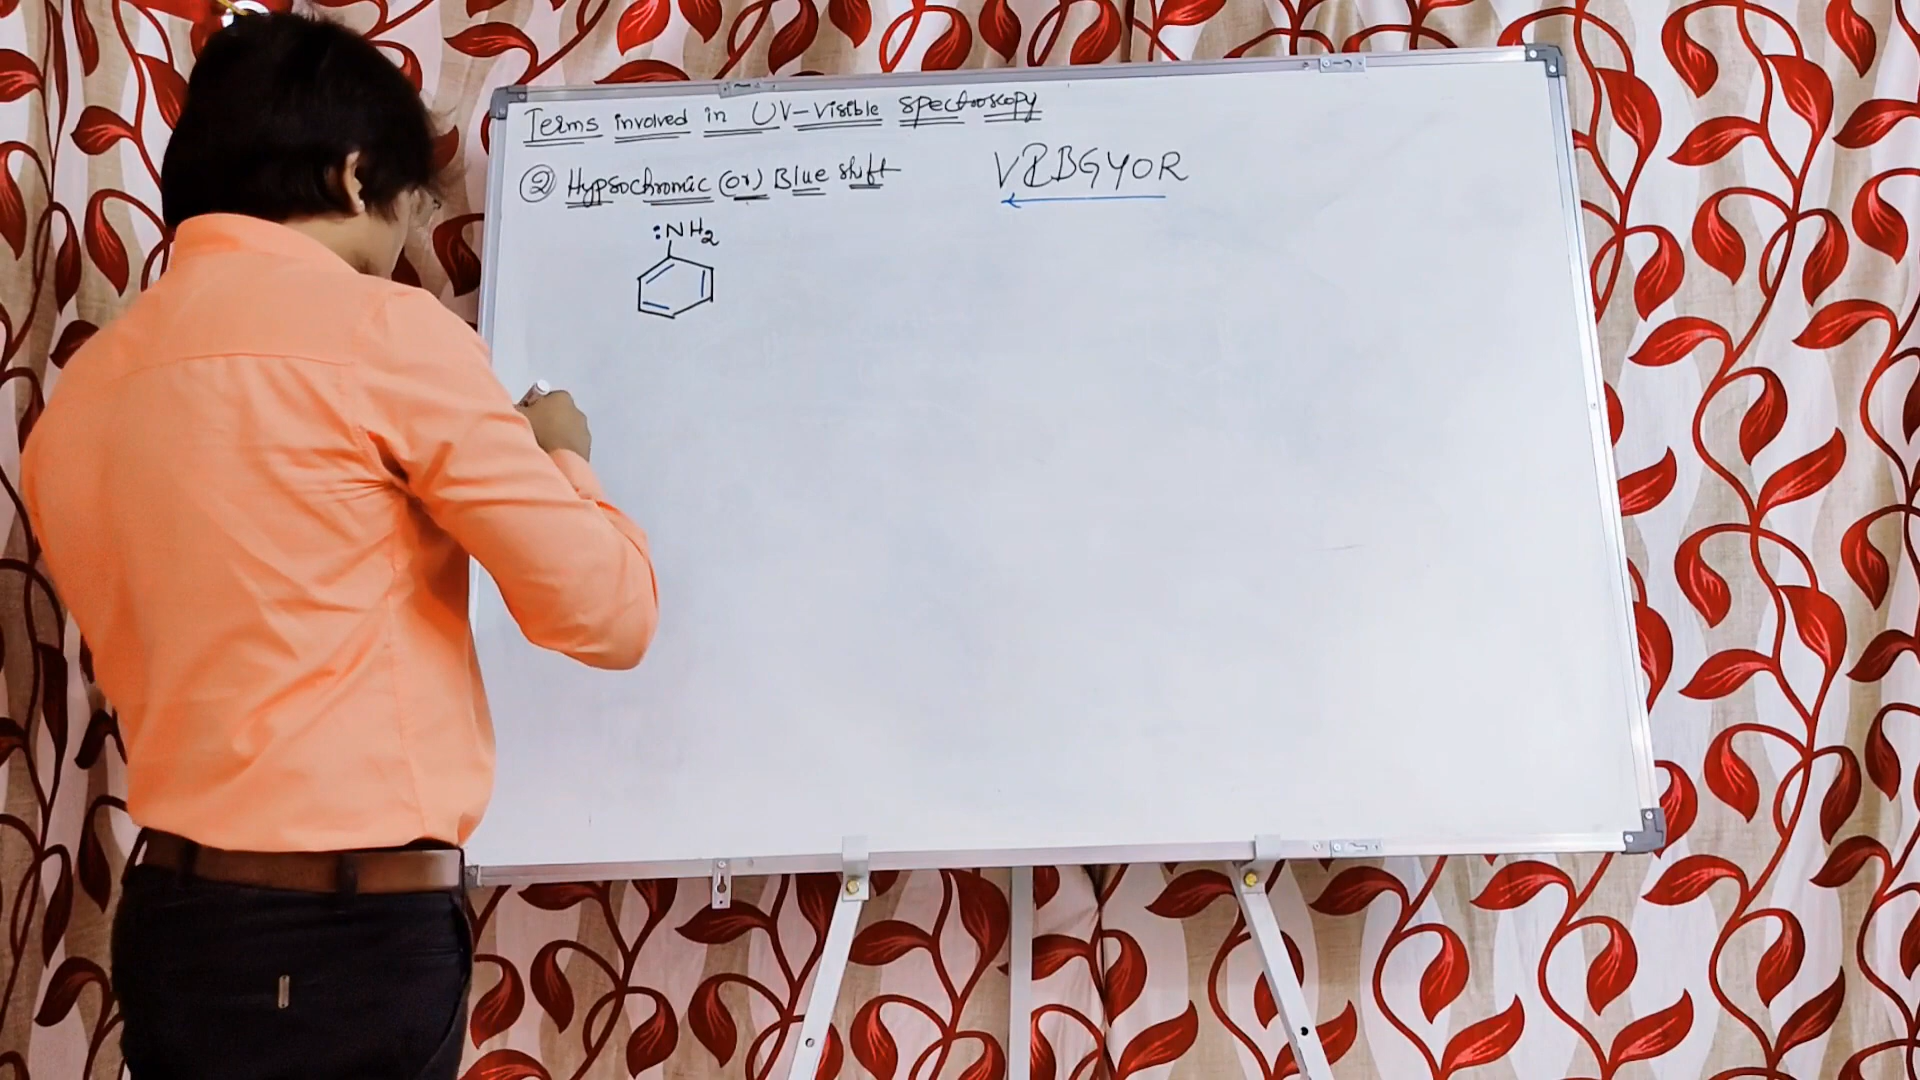 Terms involved in UV-Visible spectroscopy
② Hypsochromic (or) Blue shift
VIBGYOR
:NH2